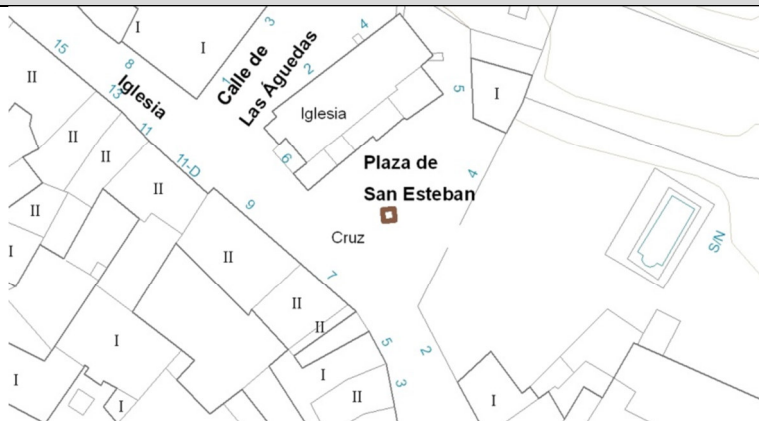 I
3
4
I
15
8
Calle de
Las Águedas
1
2
II
Iglesia
13
5
I
Iglesia
11
II
II
6
11-D
Plaza de
San Esteban
4
II
9
II
Cruz
S/N
I
II
7
II
II
I
5
2
I
3
I
II
I
I